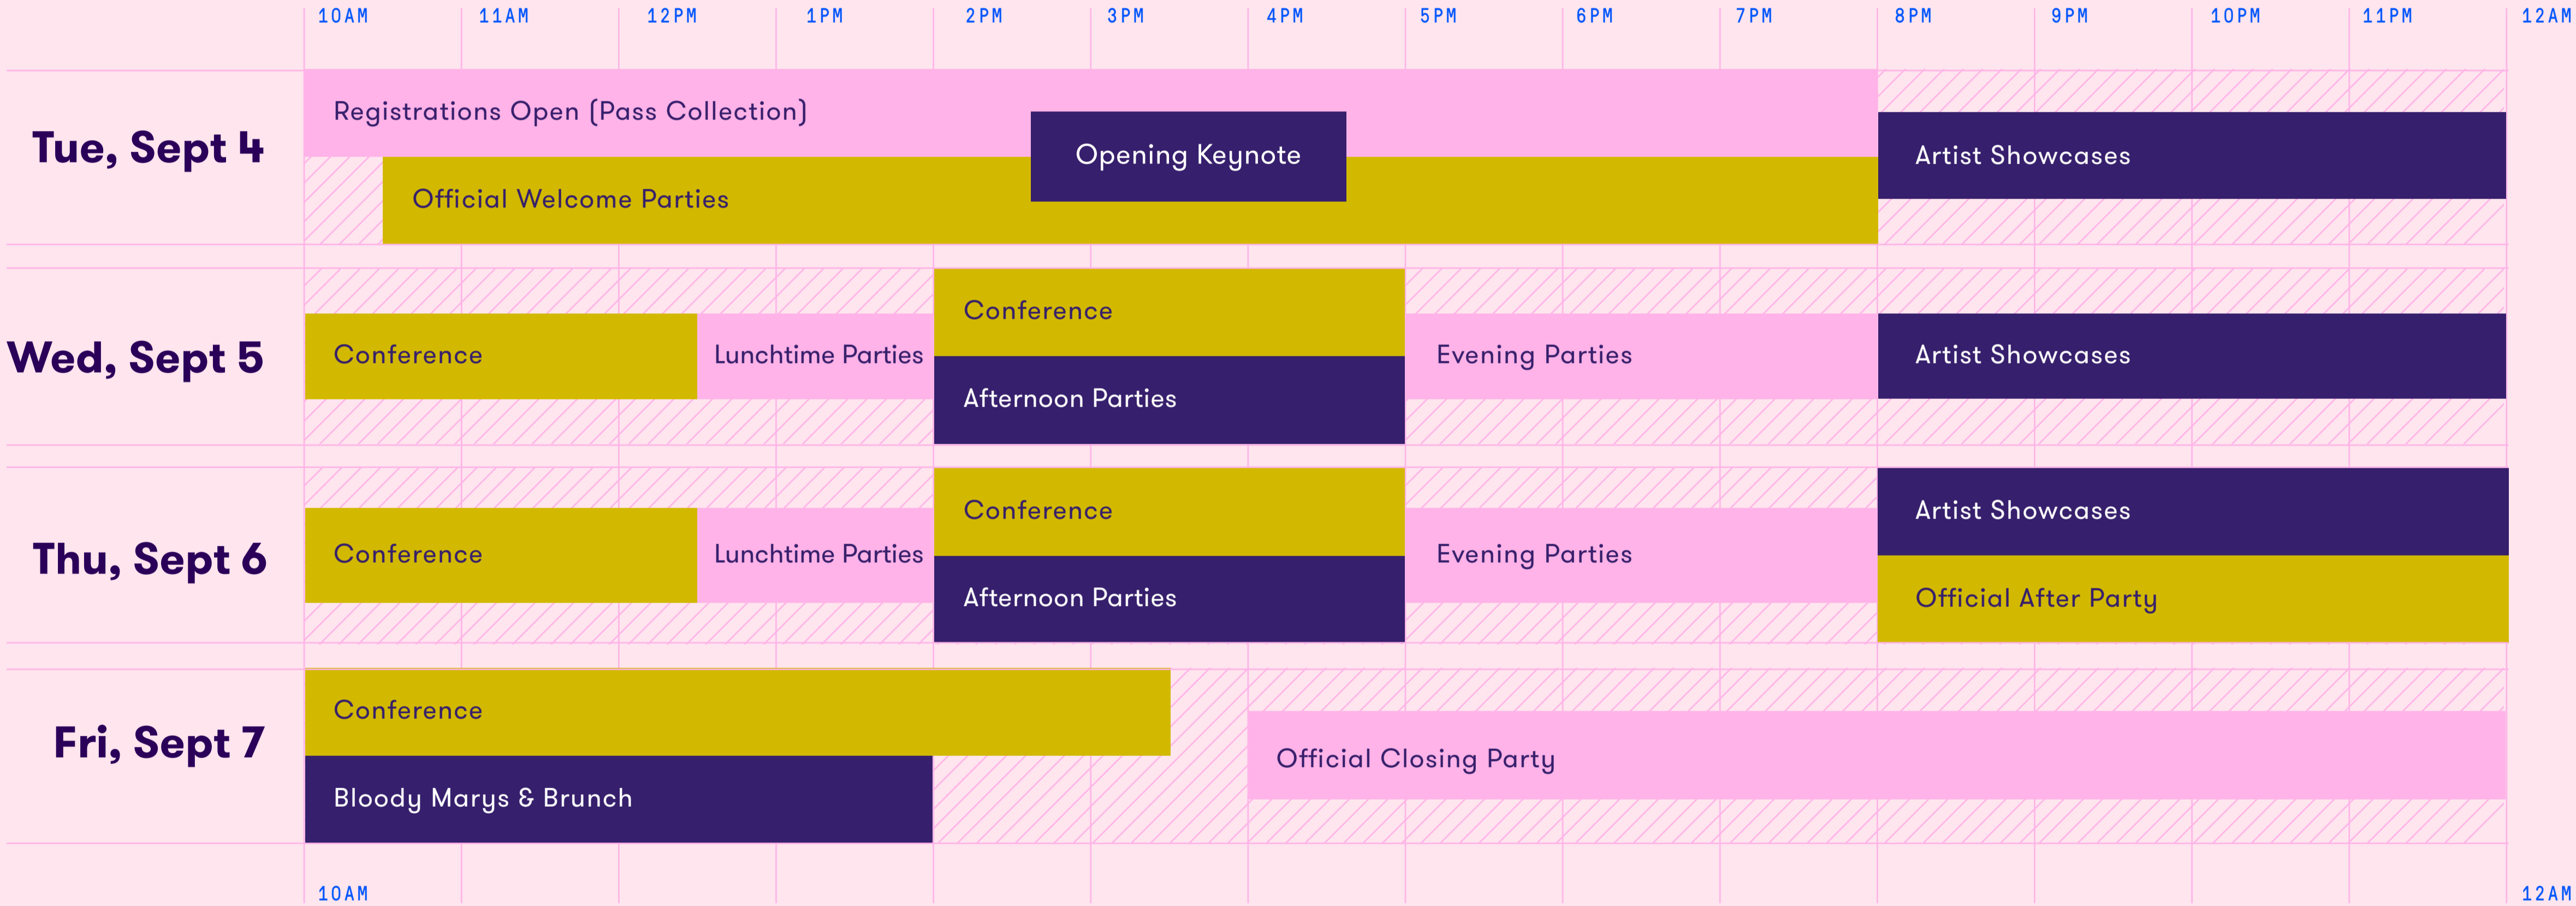 10AM 11AM 12PM 1PM 2PM 3PM 4PM 5PM 6PM 7PM 8PM 9PM 10PM 11PM 12AM
Tue, Sept 4
Registrations Open (Pass Collection)
Official Welcome Parties
Opening Keynote
Artist Showcases
Wed, Sept 5
Conference
Lunchtime Parties
Conference
Afternoon Parties
Evening Parties
Artist Showcases
Thu, Sept 6
Conference
Lunchtime Parties
Conference
Afternoon Parties
Evening Parties
Artist Showcases
Official After Party
Fri, Sept 7
Conference
Bloody Marys & Brunch
Official Closing Party
10AM 12AM